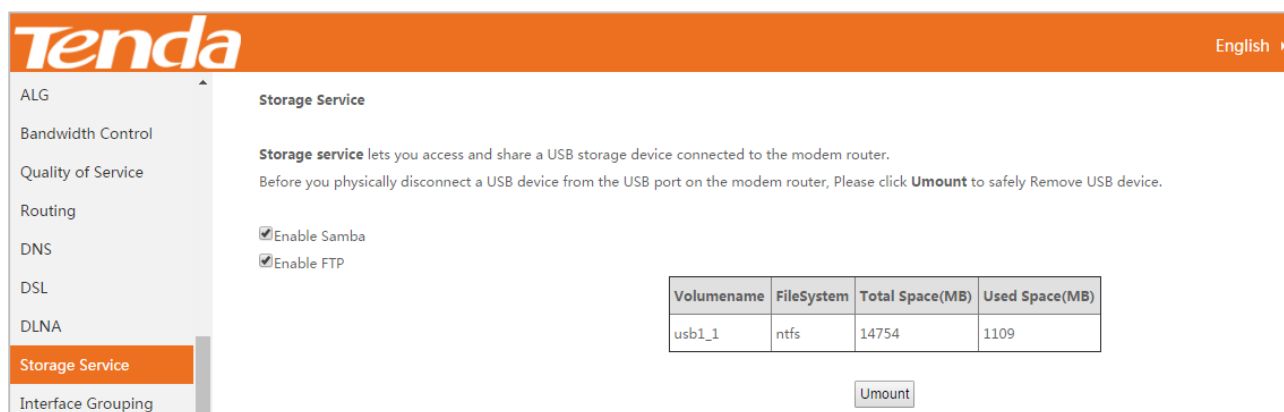 Tenda
English
ALG
Bandwidth Control
Quality of Service
Routing
DNS
DSL
DLNA
Storage Service
Interface Grouping
Storage Service
Storage service lets you access and share a USB storage device connected to the modem router.
Before you physically disconnect a USB device from the USB port on the modem router, Please click Umount to safely Remove USB device.
Enable Samba
Enable FTP
Volumename FileSystem Total Space(MB) Used Space(MB)
usb1_1 ntfs 14754 1109
Umount